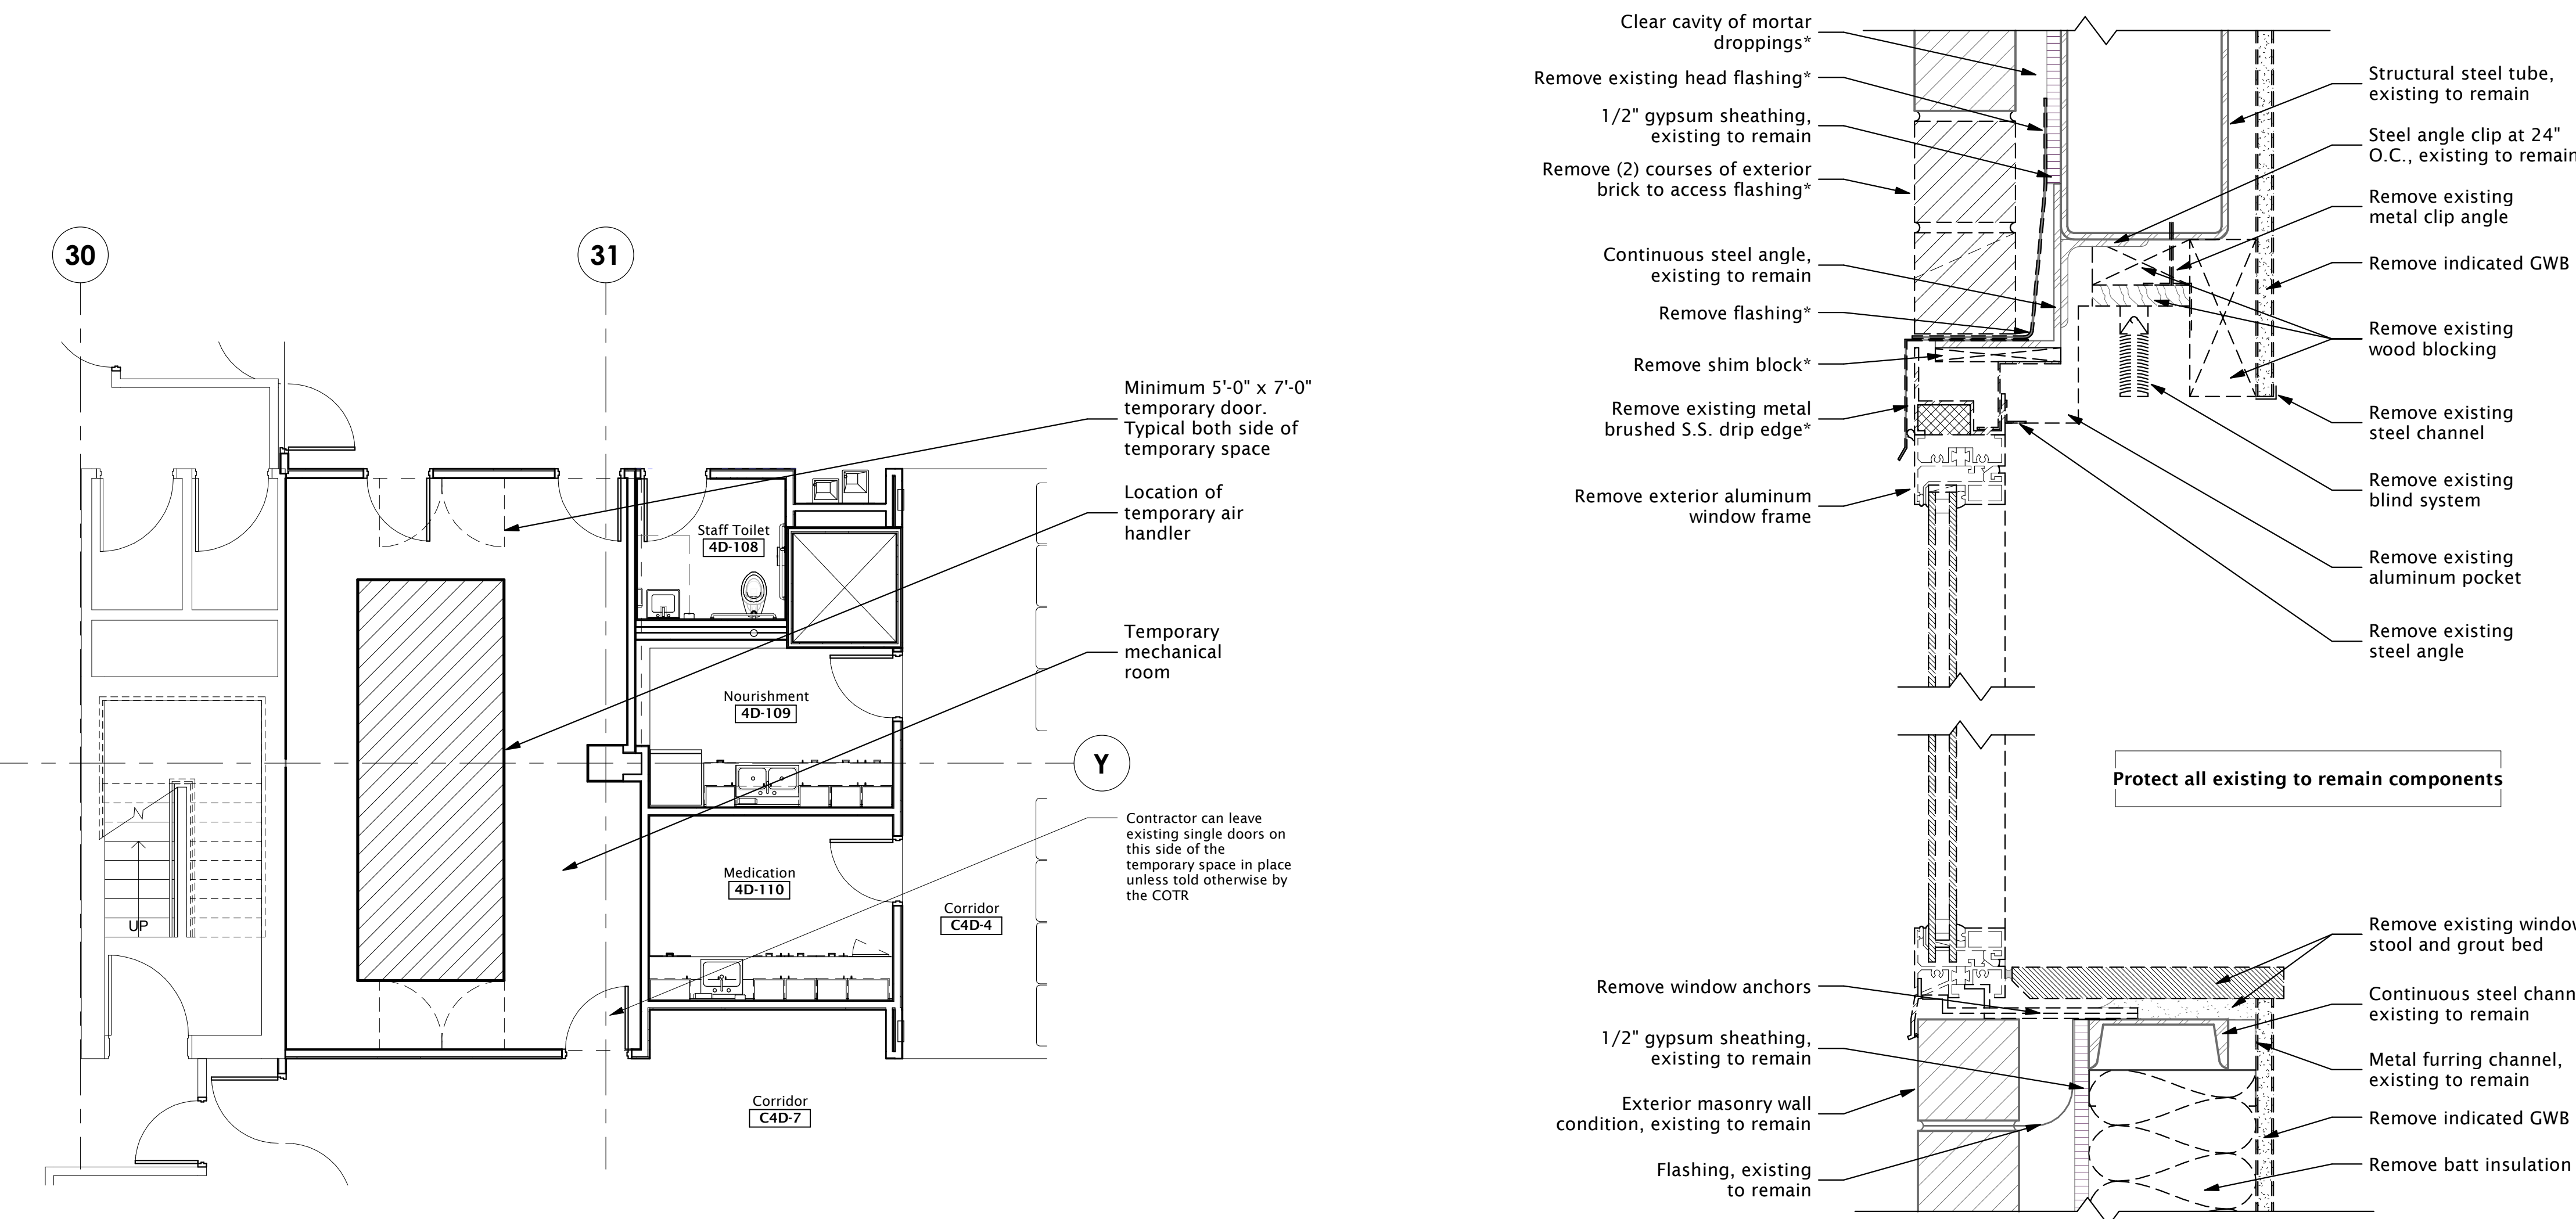 30
31
Minimum 5'-0" x 7'-0"
temporary door.
Typical both side of
temporary space
Location of
temporary air
handler
Staff Toilet
4D-108
Temporary
mechanical
room
Nourishment
4D-109
Y
Contractor can leave
existing single doors on
this side of the
temporary space in place
unless told otherwise by
the COTR
Medication
4D-110
Corridor
C4D-4
UP
Corridor
C4D-7
Clear cavity of mortar
droppings*
Remove existing head flashing*
1/2" gypsum sheathing,
existing to remain
Remove (2) courses of exterior
brick to access flashing*
Continuous steel angle,
existing to remain
Remove flashing*
Remove shim block*
Remove existing metal
brushed S.S. drip edge*
Remove exterior aluminum
window frame
Structural steel tube,
existing to remain
Steel angle clip at 24"
O.C., existing to remain
Remove existing
metal clip angle
Remove indicated GWB
Remove existing
wood blocking
Remove existing
steel channel
Remove existing
blind system
Remove existing
aluminum pocket
Remove existing
steel angle
Protect all existing to remain components
Remove window anchors
1/2" gypsum sheathing,
existing to remain
Exterior masonry wall
condition, existing to remain
Flashing, existing
to remain
Remove existing window
stool and grout bed
Continuous steel chann
existing to remain
Metal furring channel,
existing to remain
Remove indicated GWB
Remove batt insulation